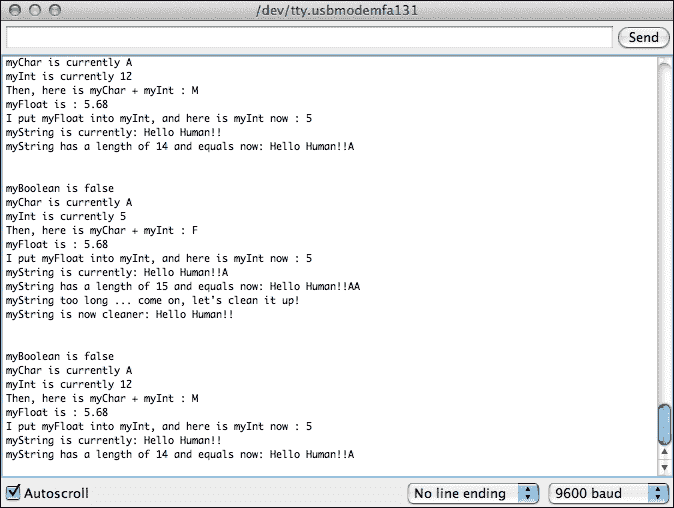 /dev/tty.usbmodemfa131
Send
myChar is currently A
myInt is currently 12
Then, here is myChar + myInt : M
myFloat is : 5.68
I put myFloat into myInt, and here is myInt now : 5
myString is currently: Hello Human!!
myString has a length of 14 and equals now: Hello Human!!A
myBoolean is false
myChar is currently A
myInt is currently 5
Then, here is myChar + myInt : F
myFloat is : 5.68
I put myFloat into myInt, and here is myInt now : 5
myString is currently: Hello Human!!A
myString has a length of 15 and equals now: Hello Human!!AA
myString too long ... come on, let's clean it up!
myString is now cleaner: Hello Human!!
myBoolean is false
myChar is currently A
myInt is currently 12
Then, here is myChar + myInt : M
myFloat is : 5.68
I put myFloat into myInt, and here is myInt now : 5
myString is currently: Hello Human!!
myString has a length of 14 and equals now: Hello Human!!A
Autoscroll
No line ending
9600 baud